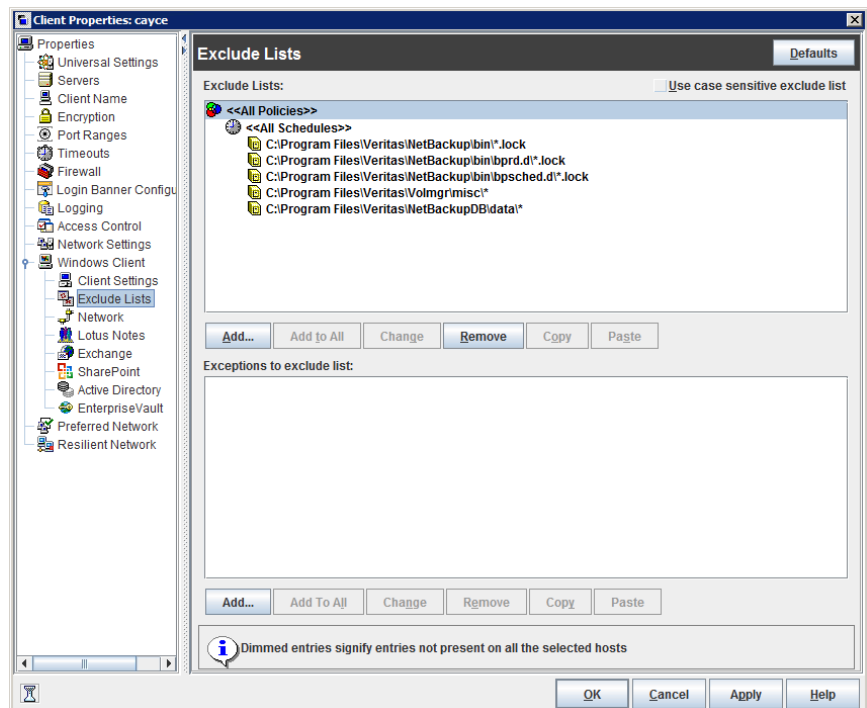 Client Properties: cayce
Properties
Universal Settings
Servers
Client Name
Encryption
Port Ranges
Timeouts
Firewall
Login Banner Configu
Logging
Access Control
Network Settings
Windows Client
Client Settings
Exclude Lists
Network
Lotus Notes
Exchange
SharePoint
Active Directory
EnterpriseVault
Preferred Network
Resilient Network
Exclude Lists
Defaults
Exclude Lists:
Use case sensitive exclude list
<<All Policies>>
<<All Schedules>>
C:\Program Files\Veritas\NetBackup\bin\*.lock
C:\Program Files\Veritas\NetBackup\bin\bprd.d\*.lock
C:\Program Files\Veritas\NetBackup\bin\bpsched.d\*.lock
C:\Program Files\Veritas\Volmgr\misc\*
C:\Program Files\Veritas\NetBackupDB\data\*
Add... Add to All Change Remove Copy Paste
Exceptions to exclude list:
Add... Add To All Change Remove Copy Paste
Dimmed entries signify entries not present on all the selected hosts
OK Cancel Apply Help